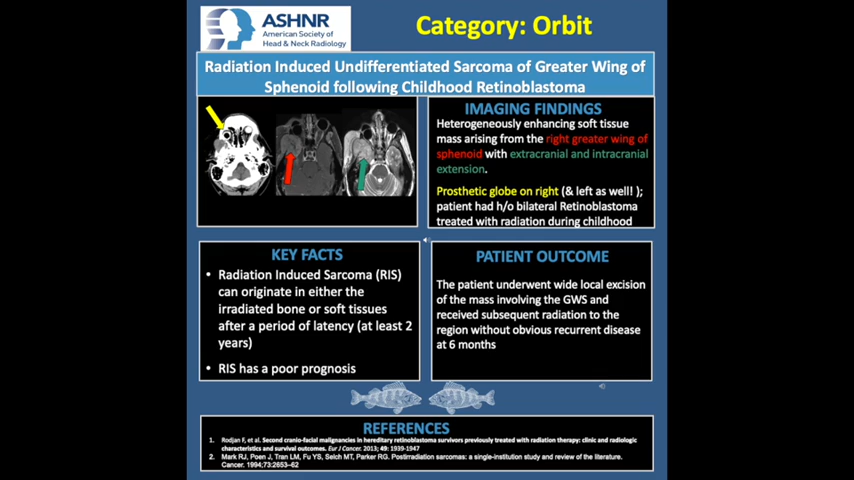 ASHNR
American Society of
Head & Neck Radiology
Category: Orbit
Radiation Induced Undifferentiated Sarcoma of Greater Wing of
Sphenoid following Childhood Retinoblastoma
IMAGING FINDINGS
Heterogeneously enhancing soft tissue
mass arising from the right greater wing of
sphenoid with extracranial and intracranial
extension.
Prosthetic globe on right (& left as well! );
patient had h/o bilateral Retinoblastoma
treated with radiation during childhood
KEY FACTS
• Radiation Induced Sarcoma (RIS)
can originate in either the
irradiated bone or soft tissues
after a period of latency (at least 2
years)
• RIS has a poor prognosis
PATIENT OUTCOME
The patient underwent wide local excision
of the mass involving the GWS and
received subsequent radiation to the
region without obvious recurrent disease
at 6 months
REFERENCES
1. Rodjan F, et al. Second cranio-facial malignancies in hereditary retinoblastoma survivors previously treated with radiation therapy: clinic and radiologic
characteristics and survival outcomes. Eur J Cancer. 2013; 49: 1939-1947
2. Mark RJ, Poen J, Tran LM, Fu YS, Selch MT, Parker RG. Postirradiation sarcomas: a single-institution study and review of the literature.
Cancer. 1994;73:2653–62